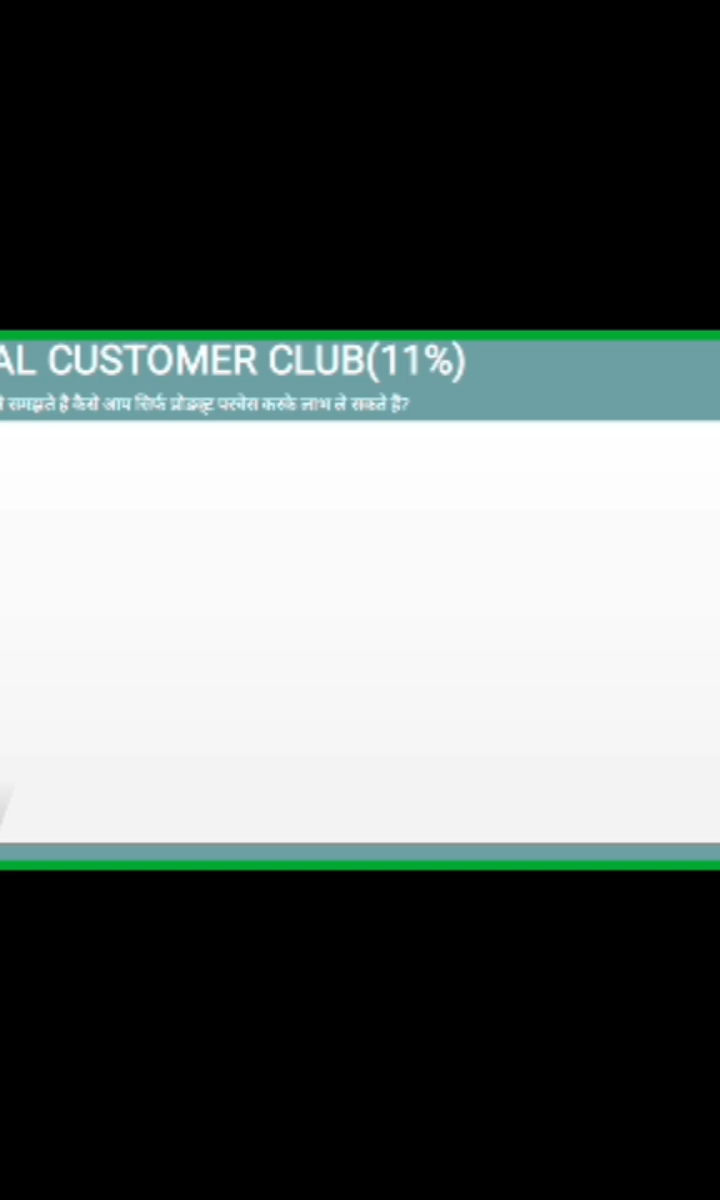 AL CUSTOMER CLUB(11%)
समझते है कैसे आप सिर्फ प्रोडक्ट परचेस करके लाभ ले सकते हैं?